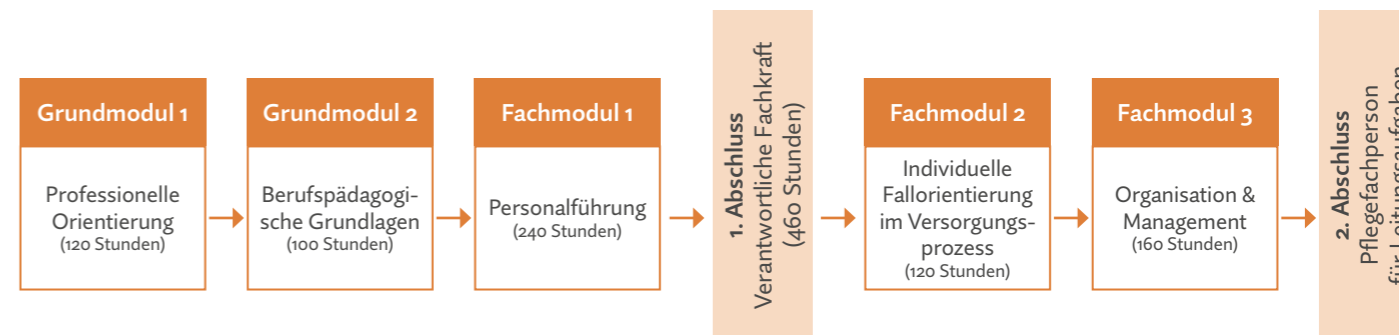 Grundmodul 1
Professionelle
Orientierung
(120 Stunden)
Grundmodul 2
Berufspädagogi-
sche Grundlagen
(100 Stunden)
Fachmodul 1
Personalführung
(240 Stunden)
1. Abschluss
Verantwortliche Fachkraft
(460 Stunden)
Fachmodul 2
Individuelle
Fallorientierung
im Versorgungs-
prozess
(120 Stunden)
Fachmodul 3
Organisation &
Management
(160 Stunden)
2. Abschluss
Pflegefachperson
für Leitungsaufgaben